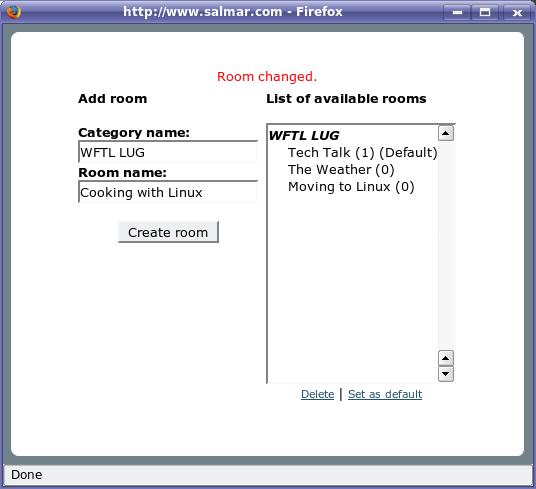 http://www.salmar.com - Firefox
Room changed.
Add room
Category name:
WFTL LUG
Room name:
Cooking with Linux
Create room
List of available rooms
WFTL LUG
Tech Talk (1) (Default)
The Weather (0)
Moving to Linux (0)
Delete | Set as default
Done